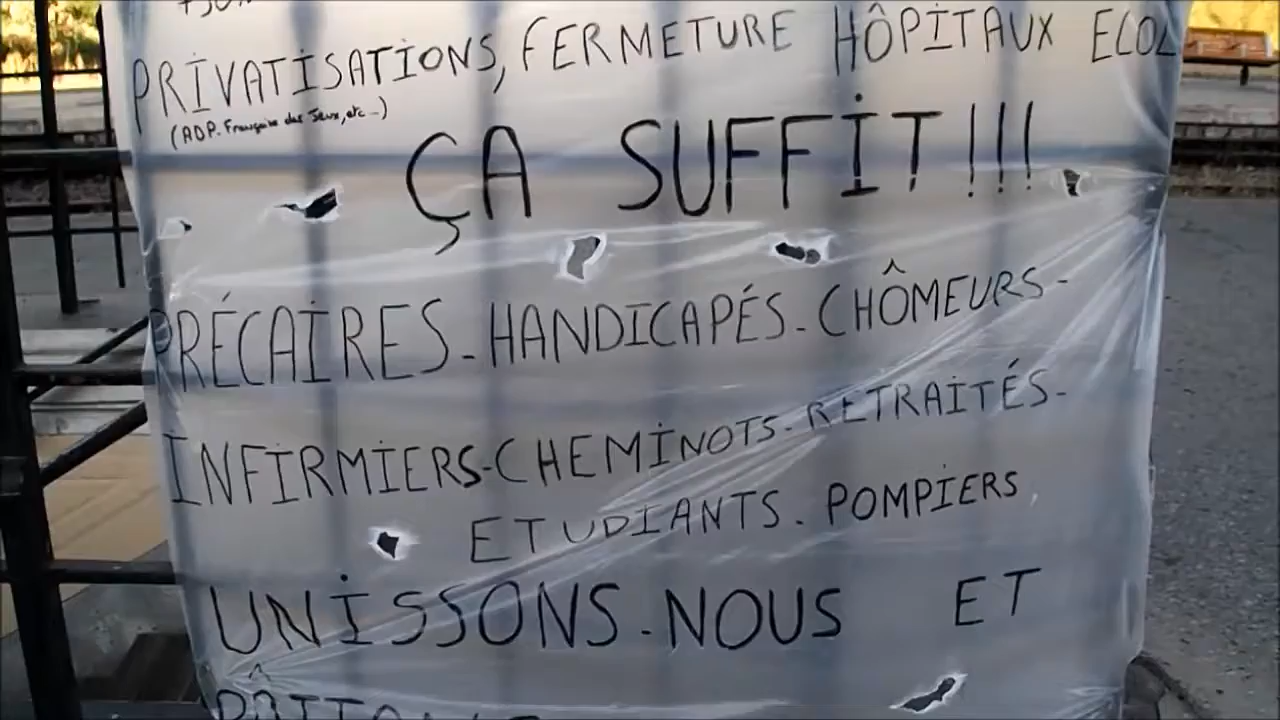 PRIVATISATIONS, FERMETURE HÔPITAUX ECOL
(ADP. Française des Jeux, etc...)
ÇA SUFFIT!!!
PRÉCAIRES-HANDICAPÉS-CHÔMEURS-
INFIRMIERS-CHEMINOTS-RETRAITÉS-
ETUDIANTS. POMPIERS,
UNISSONS-NOUS ET